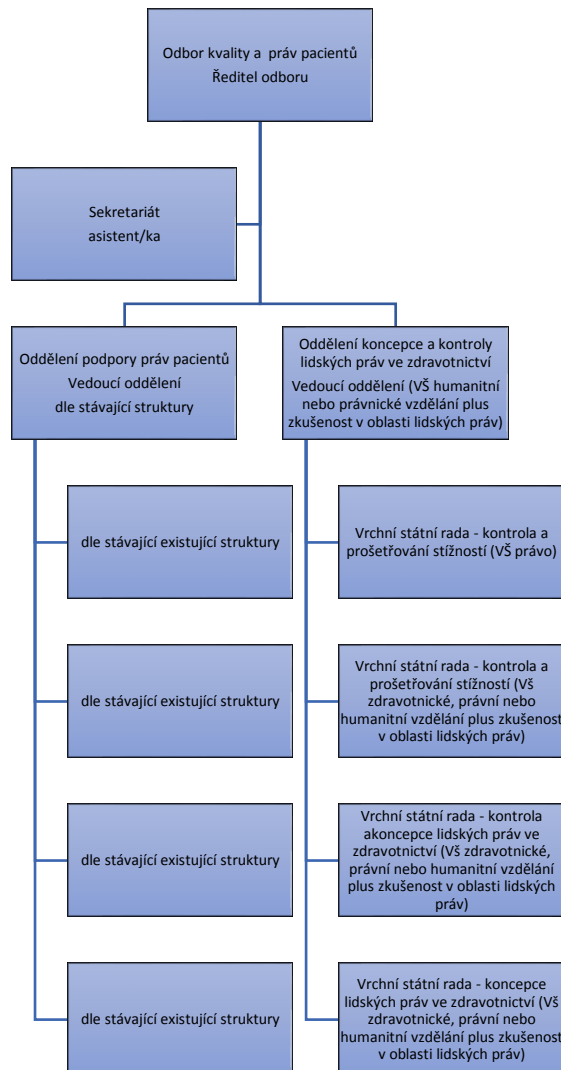 Odbor kvality a práv pacientů
Ředitel odboru
Sekretariát
asistent/ka
Oddělení podpory práv pacientů
Vedoucí oddělení
dle stávající struktury
dle stávající existující struktury
dle stávající existující struktury
dle stávající existující struktury
dle stávající existující struktury
Oddělení koncepce a kontroly
lidských práv ve zdravotnictví
Vedoucí oddělení (VŠ humanitní
nebo právnické vzdělání plus
zkušenost v oblasti lidských práv)
Vrchní státní rada - kontrola a
prošetřování stížností (VŠ právo)
Vrchní státní rada - kontrola a
prošetřování stížností (Vš
zdravotnické, právní nebo
humanitní vzdělání plus zkušenost
v oblasti lidských práv)
Vrchní státní rada - kontrola
akoncepce lidských práv ve
zdravotnictví (Vš zdravotnické,
právní nebo humanitní vzdělání
plus zkušenost v oblasti lidských
práv)
Vrchní státní rada - koncepce
lidských práv ve zdravotnictví (Vš
zdravotnické, právní nebo
humanitní vzdělání plus zkušenost
v oblasti lidských práv)